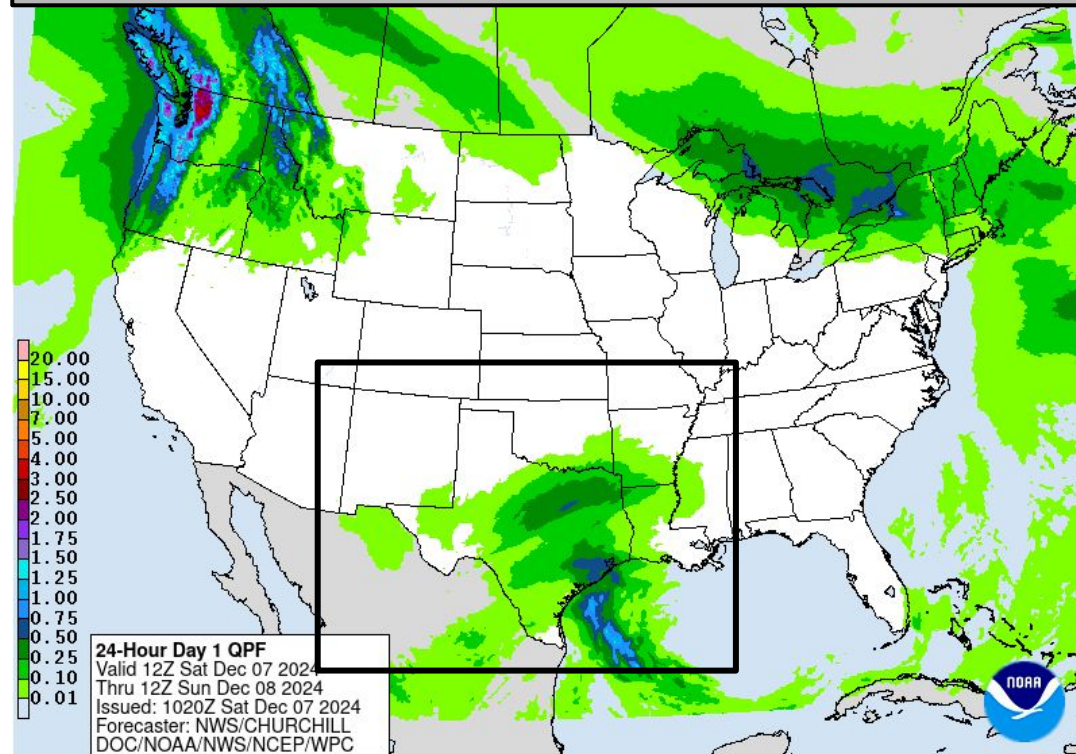 20.00
15.00
10.00
7.00
5.00
4.00
3.00
2.50
2.00
1.75
1.50
1.25
1.00
0.75
0.50
0.25
0.10
0.01
24-Hour Day 1 QPF
Valid 12Z Sat Dec 07 2024
Thru 12Z Sun Dec 08 2024
Issued: 1020Z Sat Dec 07 2024
Forecaster: NWS/CHURCHILL
DOC/NOAA/NWS/NCEP/WPC
NOAA